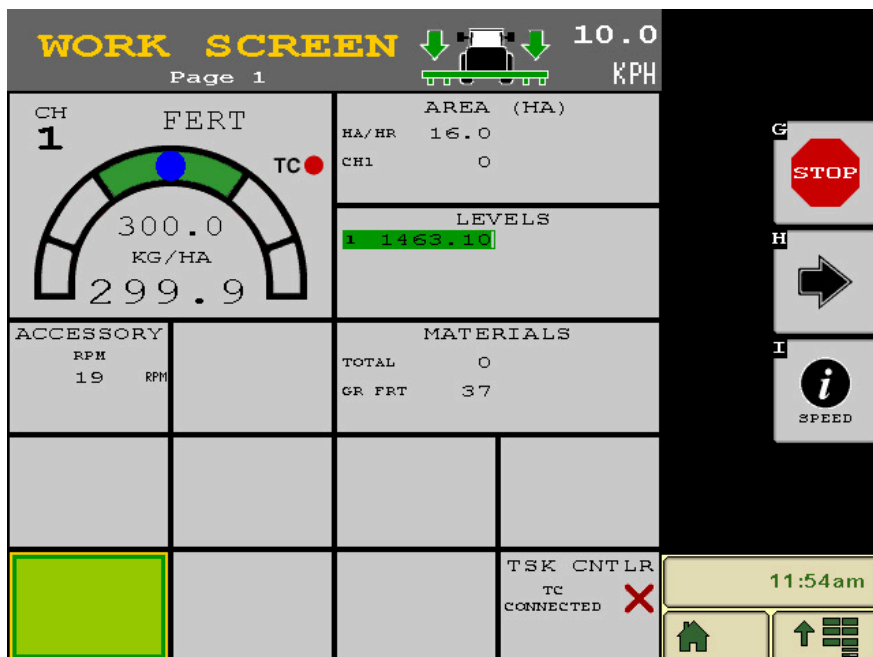 WORK SCREEN
Page 1
10.0
KPH
CH
1
FERT
TC
300.0
KG/HA
299.9
AREA (HA)
HA/HR 16.0
CH1 0
LEVELS
1 1463.10
ACCESSORY
RPM
19 RPM
MATERIALS
TOTAL 0
GR FRT 37
TSK CNTLR
TC
CONNECTED
G
STOP
H
I
i
SPEED
11:54am